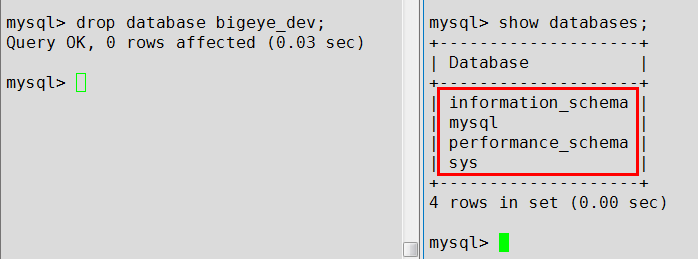 mysql> drop database bigeye_dev;
Query OK, 0 rows affected (0.03 sec)
mysql>
mysql> show databases;
+--------------------+
| Database           |
+--------------------+
| information_schema |
| mysql              |
| performance_schema |
| sys                |
+--------------------+
4 rows in set (0.00 sec)
mysql>